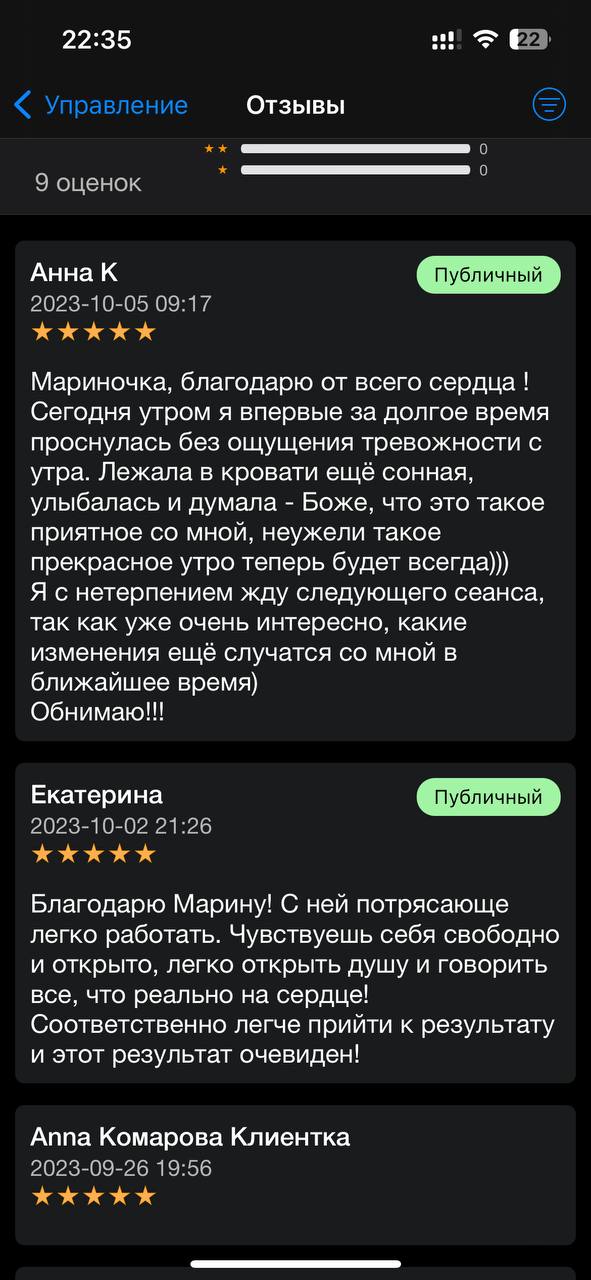 22:35
22
Управление
Отзывы
★★ 0
★ 0
9 оценок
Анна К
Публичный
2023-10-05 09:17
★★★★★
Мариночка, благодарю от всего сердца !
Сегодня утром я впервые за долгое время
проснулась без ощущения тревожности с
утра. Лежала в кровати ещё сонная,
улыбалась и думала - Боже, что это такое
приятное со мной, неужели такое
прекрасное утро теперь будет всегда)))
Я с нетерпением жду следующего сеанса,
так как уже очень интересно, какие
изменения ещё случатся со мной в
ближайшее время)
Обнимаю!!!
Екатерина
Публичный
2023-10-02 21:26
★★★★★
Благодарю Марину! С ней потрясающе
легко работать. Чувствуешь себя свободно
и открыто, легко открыть душу и говорить
все, что реально на сердце!
Соответственно легче прийти к результату
и этот результат очевиден!
Anna Комарова Клиентка
2023-09-26 19:56
★★★★★